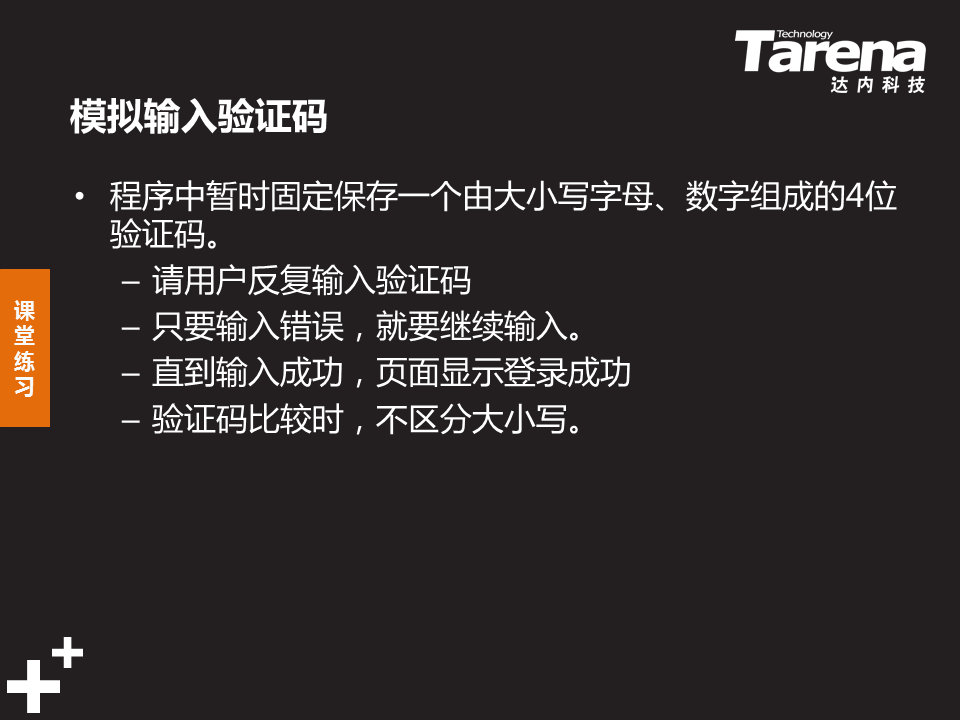 Technology
Tarena
达内科技
模拟输入验证码
• 程序中暂时固定保存一个由大小写字母、数字组成的4位
验证码。
– 请用户反复输入验证码
– 只要输入错误，就要继续输入。
– 直到输入成功，页面显示登录成功
– 验证码比较时，不区分大小写。
课
堂
练
习